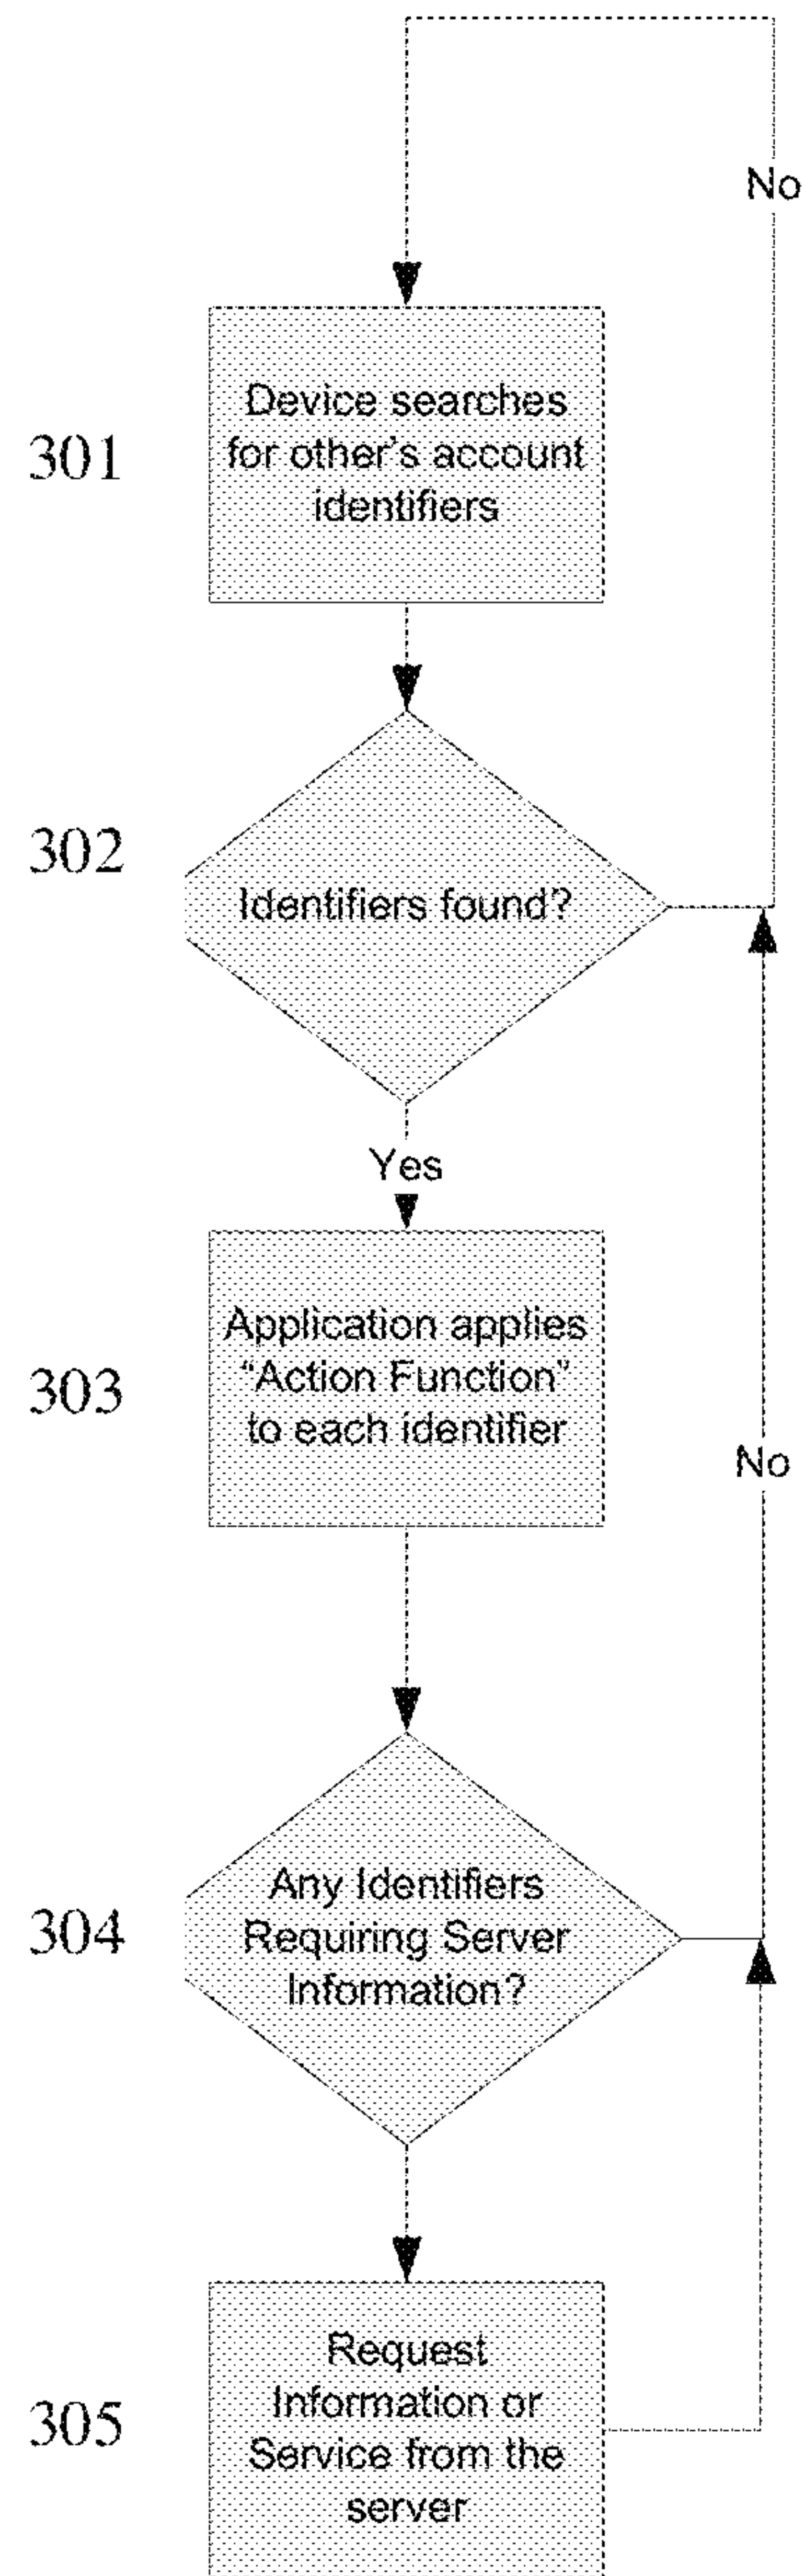 No
301
Device searches
for other's account
identifiers
302
Identifiers found?
Yes
303
Application applies
“Action Function”
to each identifier
No
304
Any Identifiers
Requiring Server
Information?
305
Request
Information or
Service from the
server